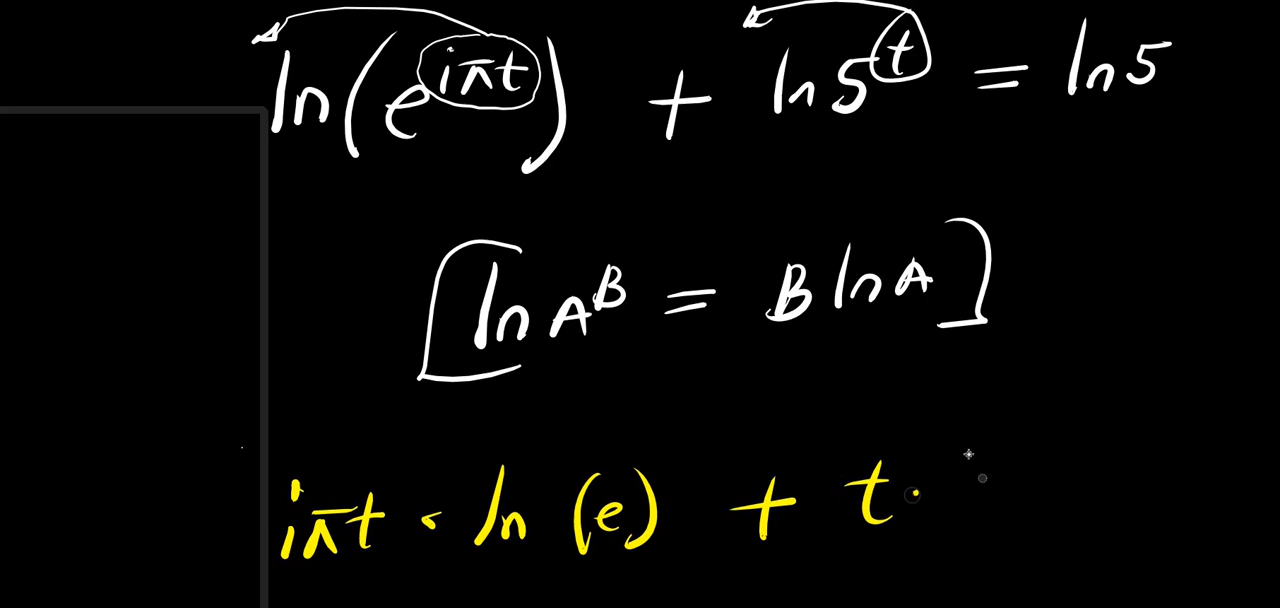 ln(e^{iπt}) + ln5^{t} = ln5
[ln A^{B} = B ln A]
iπt · ln (e) + t ·